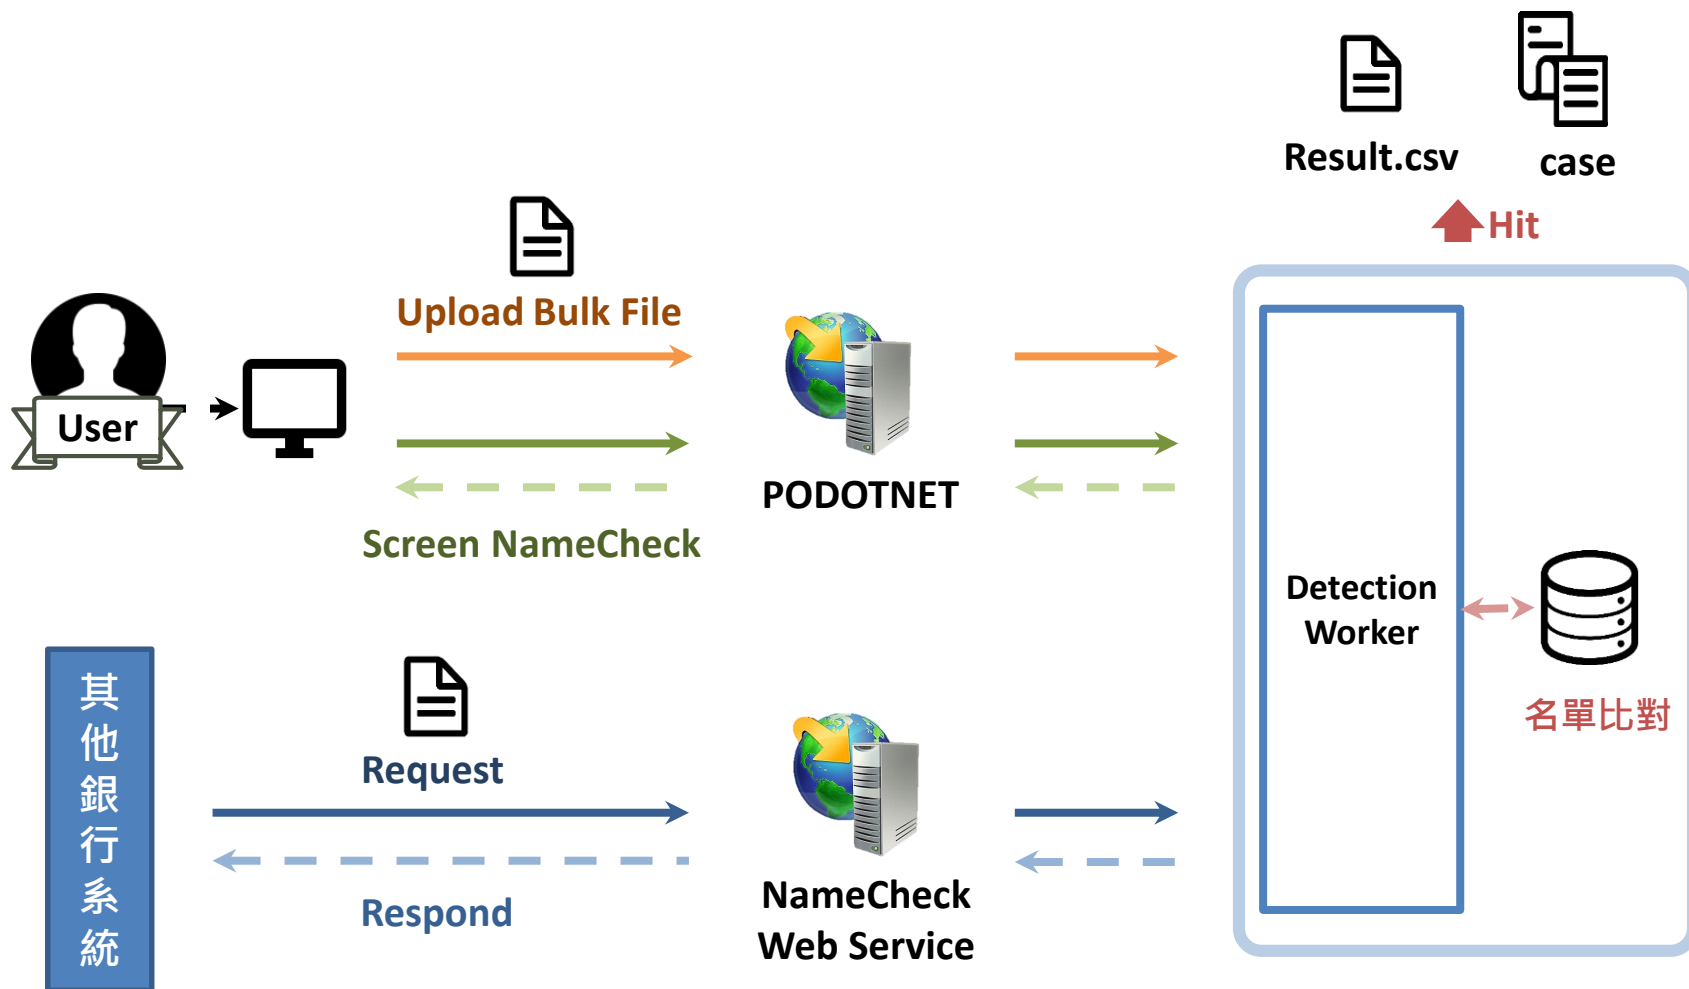 Result.csv
case
Hit
Upload Bulk File
User
PODOTNET
Screen NameCheck
Detection
Worker
名單比對
其他銀行系統
Request
Respond
NameCheck
Web Service